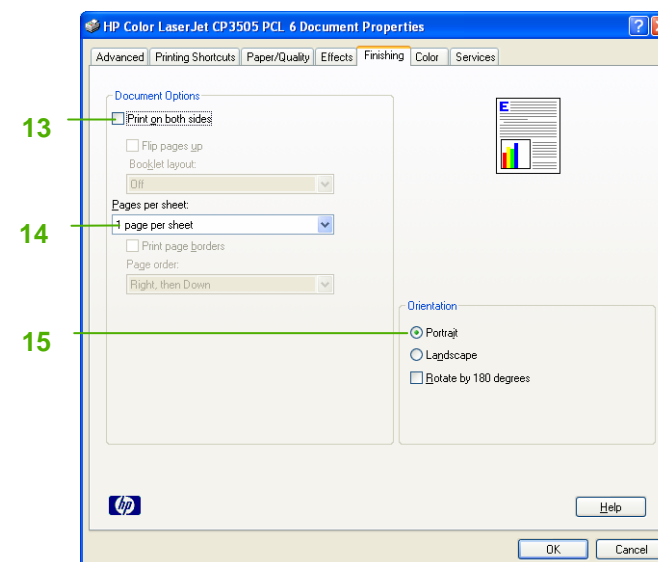 HP Color LaserJet CP3505 PCL 6 Document Properties
Advanced Printing Shortcuts Paper/Quality Effects Finishing Color Services
Document Options
13
Print on both sides
Flip pages up
Booklet layout:
Off
Pages per sheet:
14
1 page per sheet
Print page borders
Page order:
Right, then Down
E
Orientation
15
Portrait
Landscape
Rotate by 180 degrees
hp
Help
OK Cancel